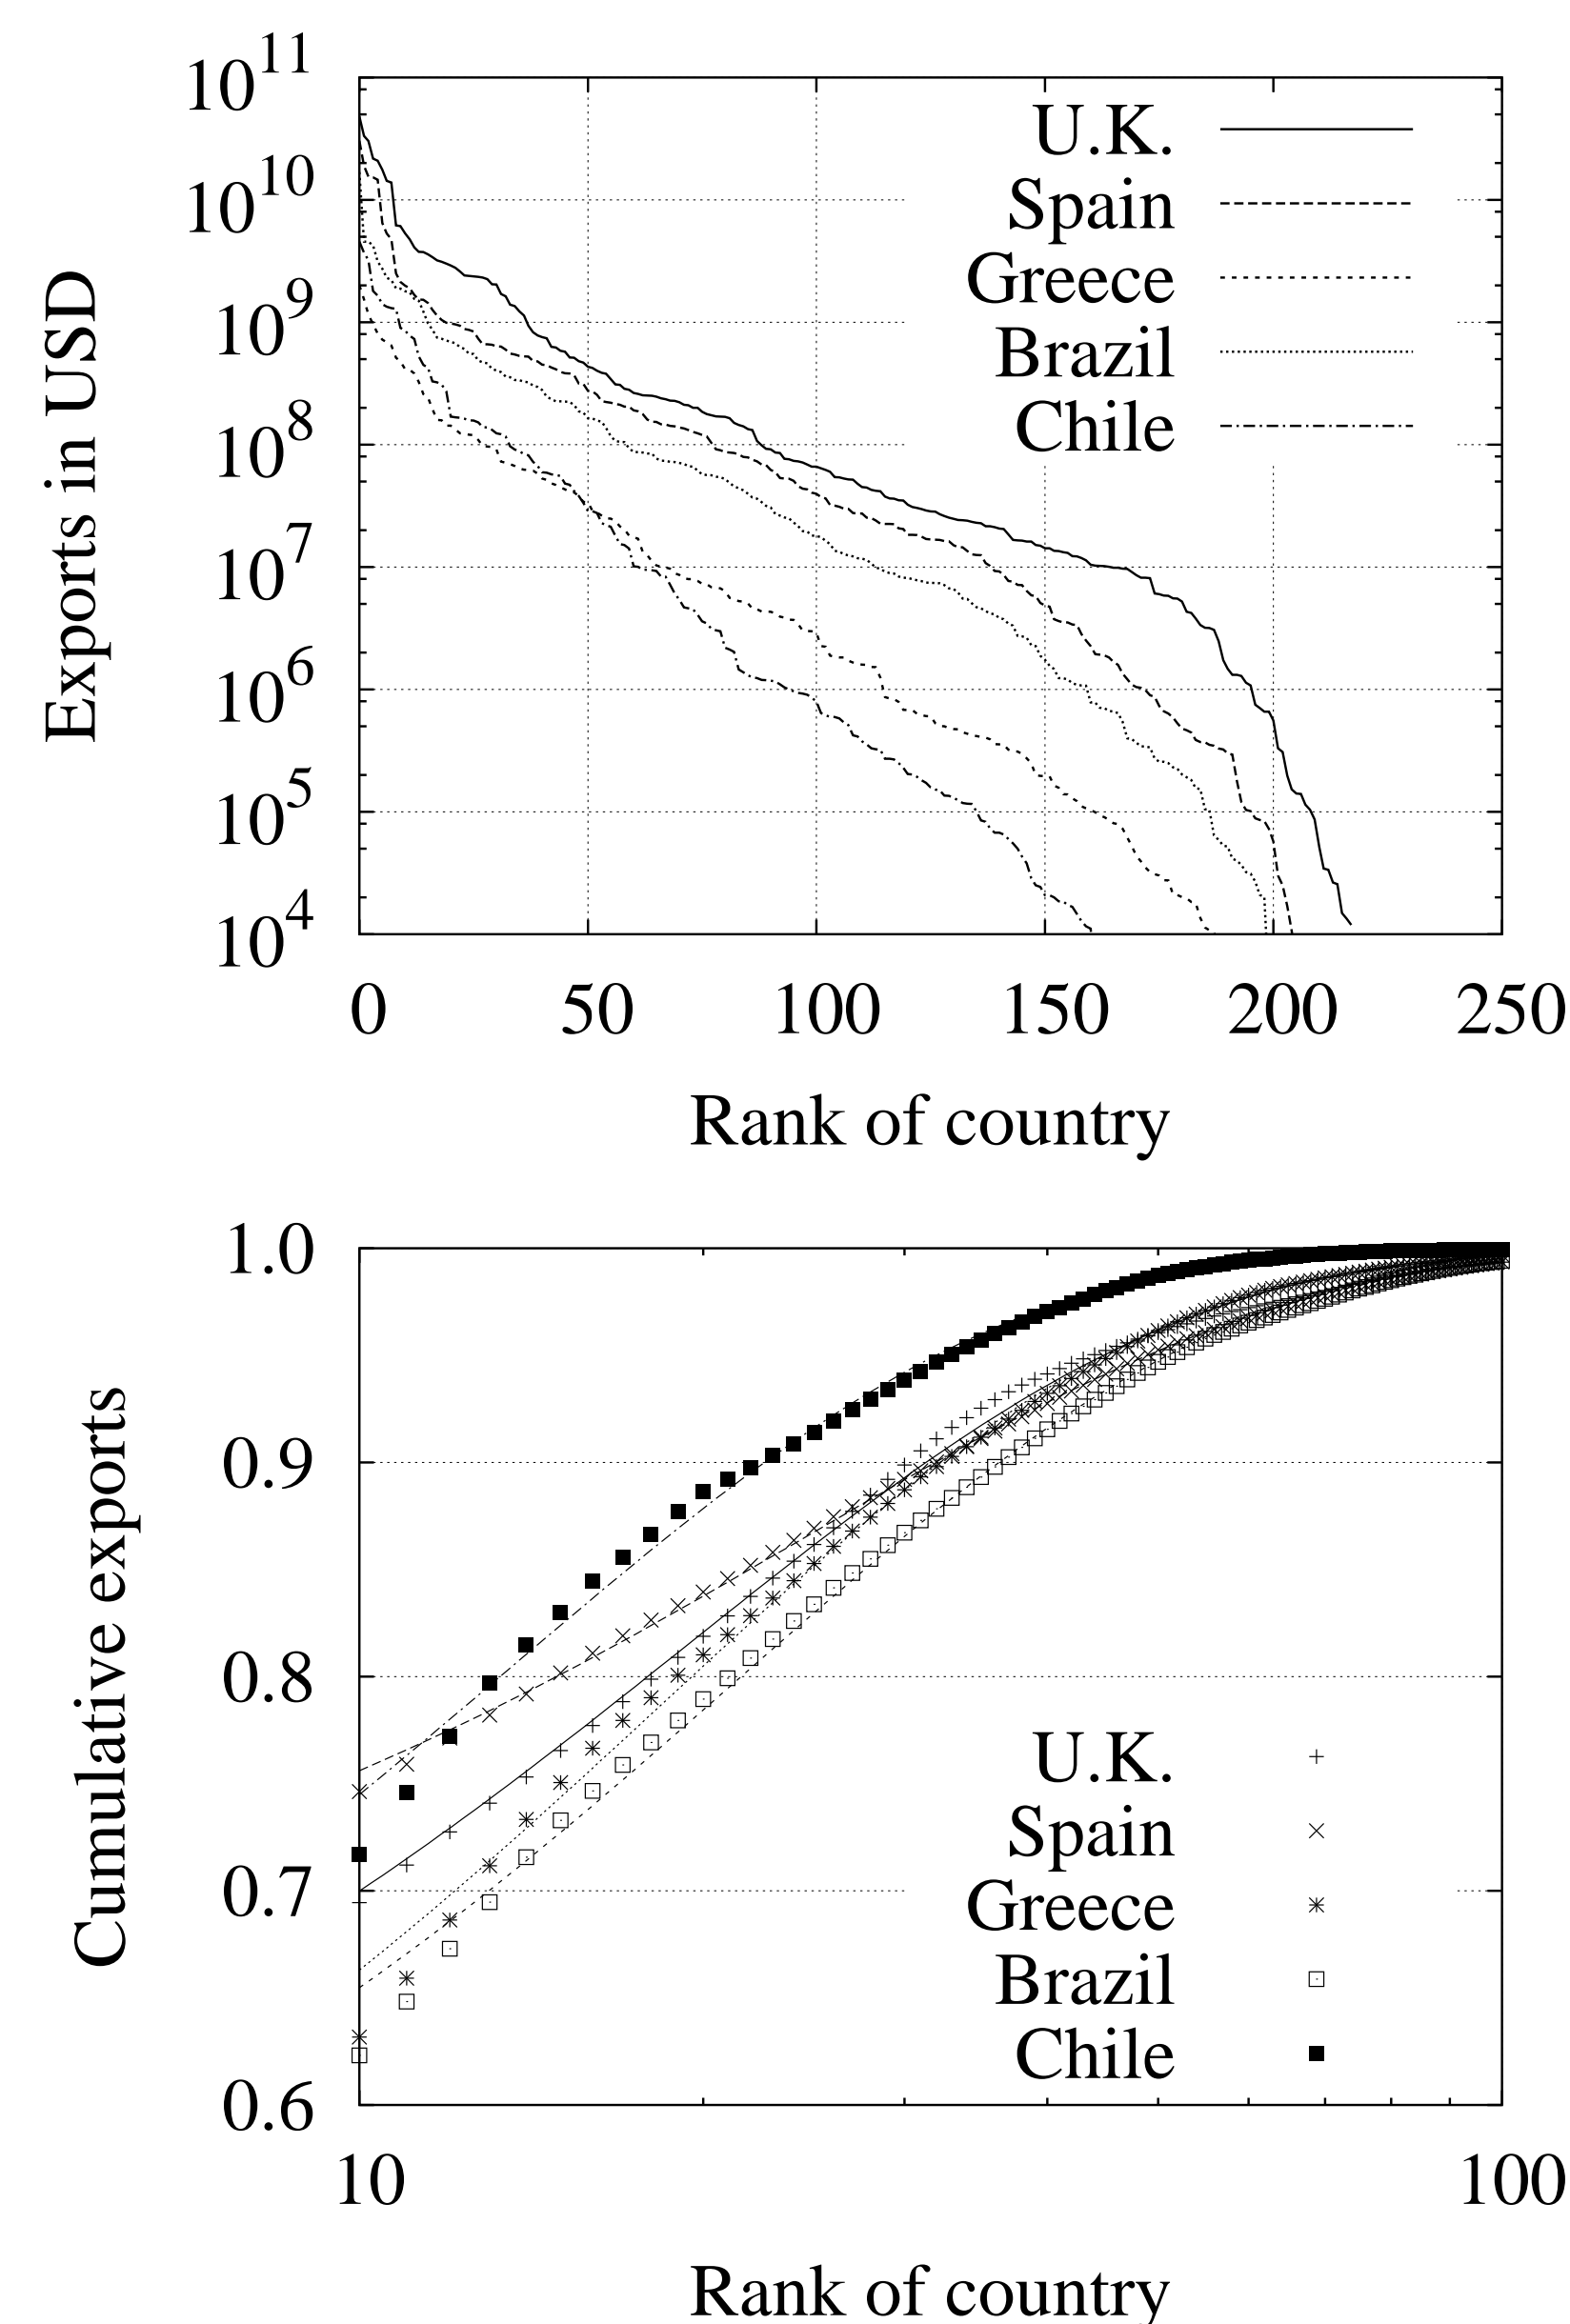 10^11
10^10
10^9
10^8
10^7
10^6
10^5
10^4
Exports in USD
U.K.
Spain
Greece
Brazil
Chile
0 50 100 150 200 250
Rank of country
1.0
0.9
0.8
0.7
0.6
Cumulative exports
U.K.
Spain
Greece
Brazil
Chile
10 100
Rank of country